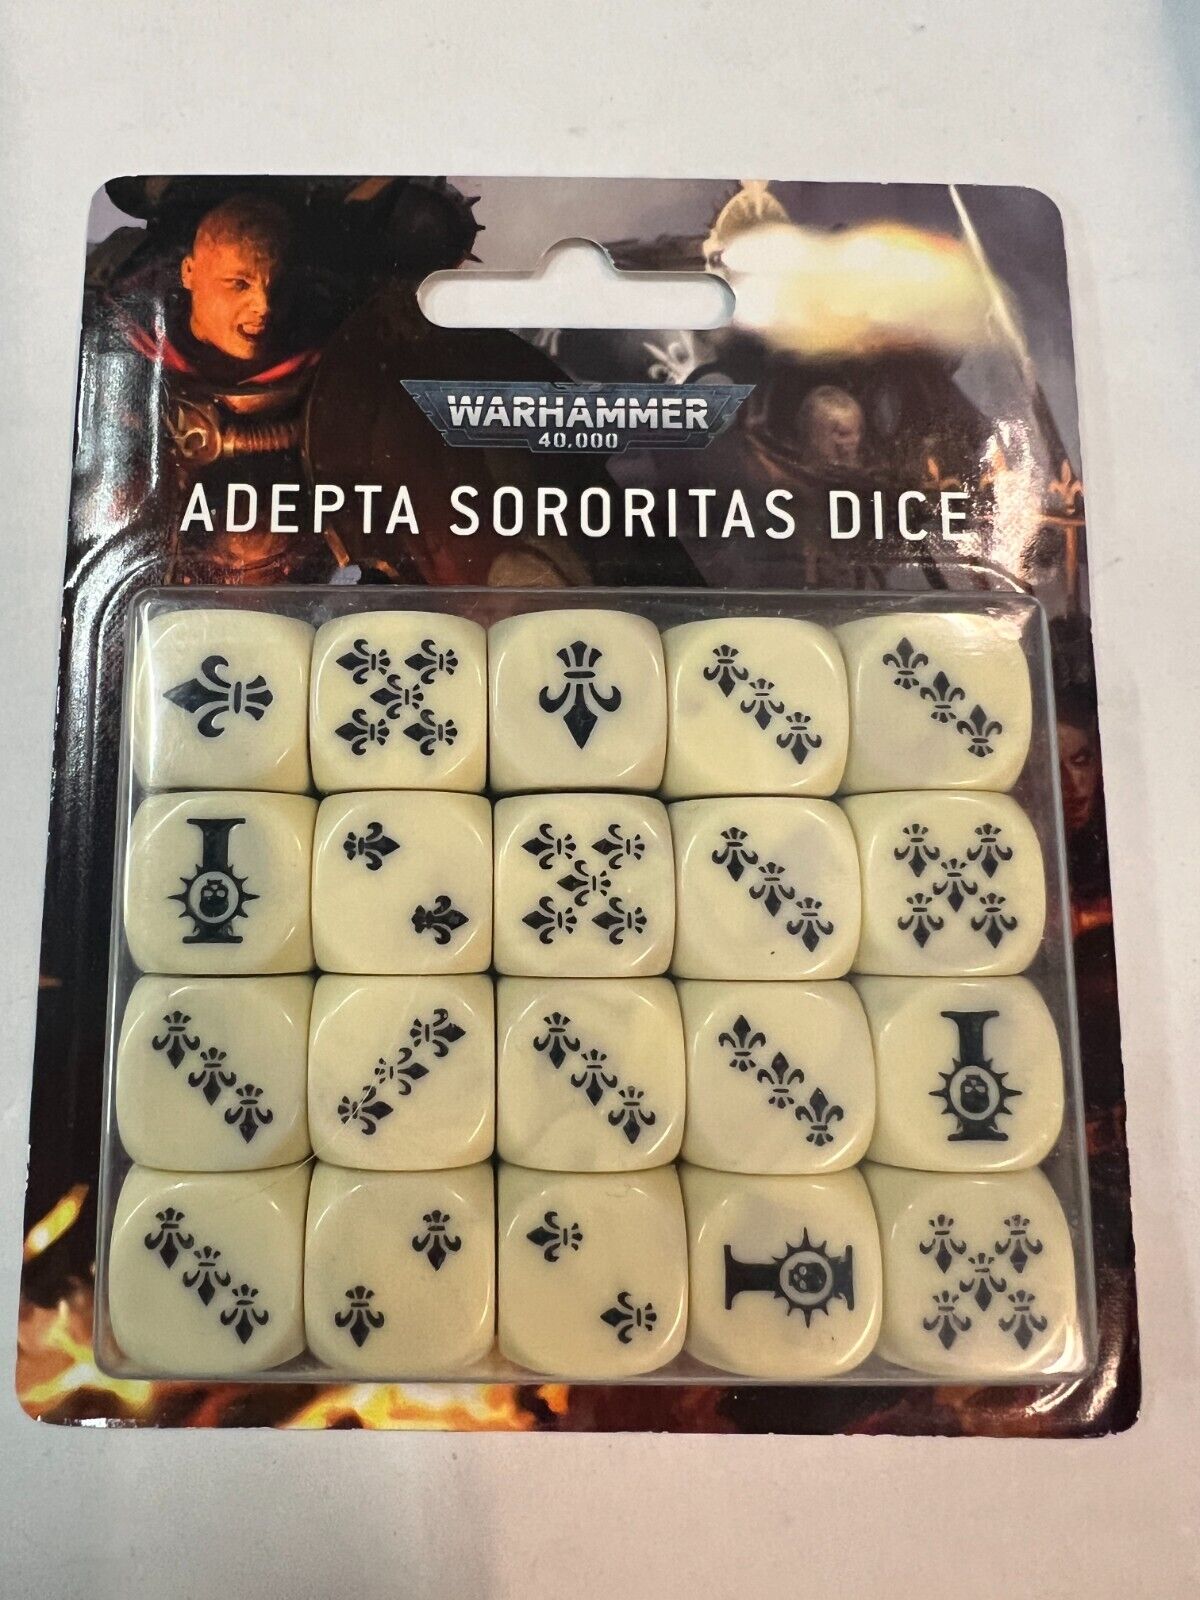 WARHAMMER
40,000
ADEPTA SORORITAS DICE